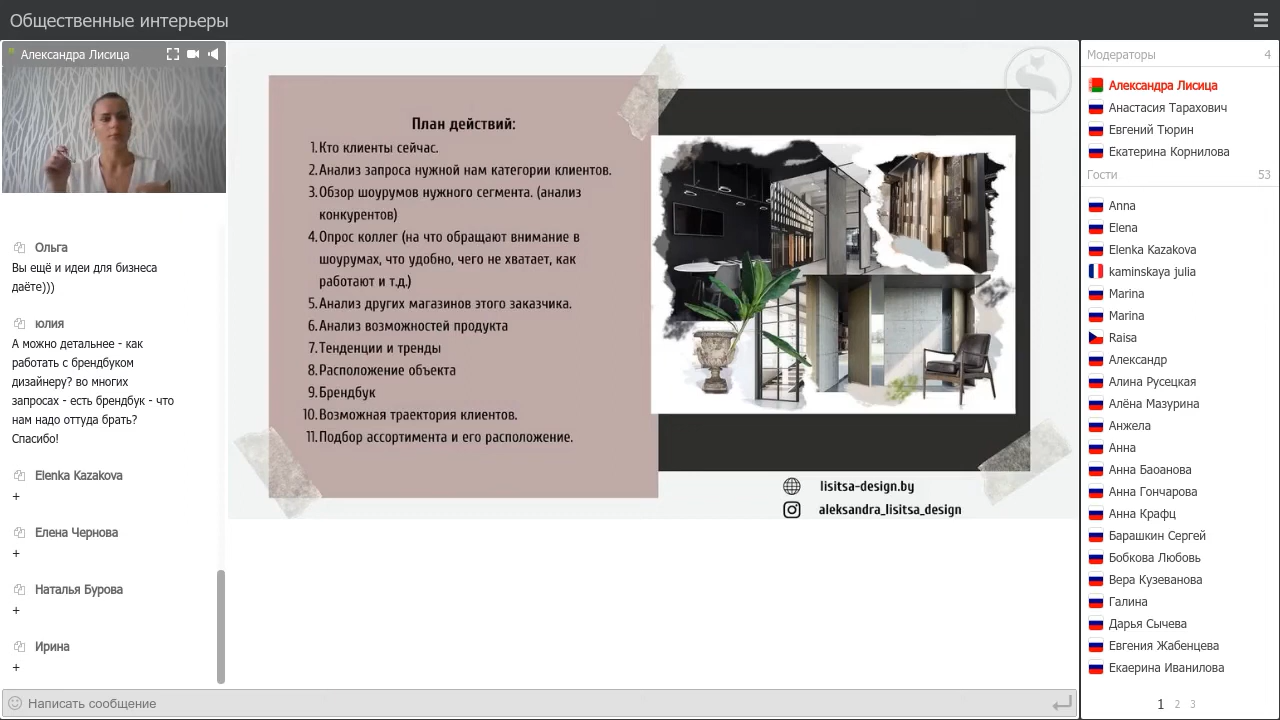 Общественные интерьеры
Александра Лисица
Ольга
Вы ещё и идеи для бизнеса
даёте)))
юлия
А можно детальнее - как
работать с брендбуком
дизайнеру? во многих
запросах - есть брендбук - что
нам надо оттуда брать?
Спасибо!
Elenka Kazakova
+
Елена Чернова
+
Наталья Бурова
+
Ирина
+
Написать сообщение
План действий:
1. Кто клиенты сейчас.
2. Анализ запроса нужной нам категории клиентов.
3. Обзор шоурумов нужного сегмента. (анализ
конкурентов)
4. Опрос коллег (на что обращают внимание в
шоурумах, что удобно, чего не хватает, как
работают и т.д.)
5. Анализ других магазинов этого заказчика.
6. Анализ возможностей продукта
7. Тенденции и тренды
8. Расположение объекта
9. Брендбук
10. Возможная траектория клиентов.
11. Подбор ассортимента и его расположение.
lisitsa-design.by
aleksandra_lisitsa_design
Модераторы 4
Александра Лисица
Анастасия Тарахович
Евгений Тюрин
Екатерина Корнилова
Гости 53
Anna
Elena
Elenka Kazakova
kaminskaya julia
Marina
Marina
Raisa
Александр
Алина Русецкая
Алёна Мазурина
Анжела
Анна
Анна Баоанова
Анна Гончарова
Анна Крафц
Барашкин Сергей
Бобкова Любовь
Вера Кузеванова
Галина
Дарья Сычева
Евгения Жабенцева
Екаерина Иванилова
1 2 3